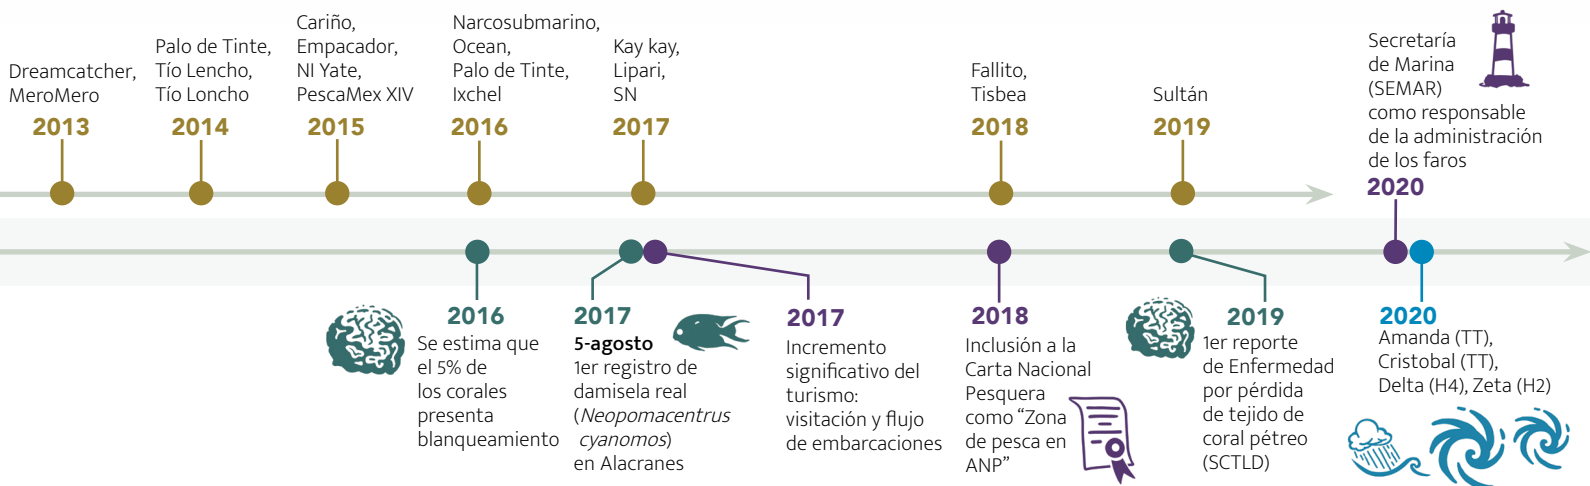 Dreamcatcher,
MeroMero
2013
Palo de Tinte,
Tío Lencho,
Tío Loncho
2014
Cariño,
Empacador,
NI Yate,
PescaMex XIV
2015
Narcosubmarino,
Ocean,
Palo de Tinte,
Ixchel
2016
Kay kay,
Lipari,
SN
2017
Fallito,
Tisbea
2018
Sultán
2019
Secretaría
de Marina
(SEMAR)
como responsable
de la administración
de los faros
2020
2016
Se estima que
el 5% de
los corales
presenta
blanqueamiento
2017
5-agosto
1er registro de
damisela real
(Neopomacentrus
cyanomos)
en Alacranes
2017
Incremento
significativo del
turismo:
visitación y flujo
de embarcaciones
2018
Inclusión a la
Carta Nacional
Pesquera
como “Zona
de pesca en
ANP”
2019
1er reporte
de Enfermedad
por pérdida
de tejido de
coral pétreo
(SCTLD)
2020
Amanda (TT),
Cristobal (TT),
Delta (H4), Zeta (H2)